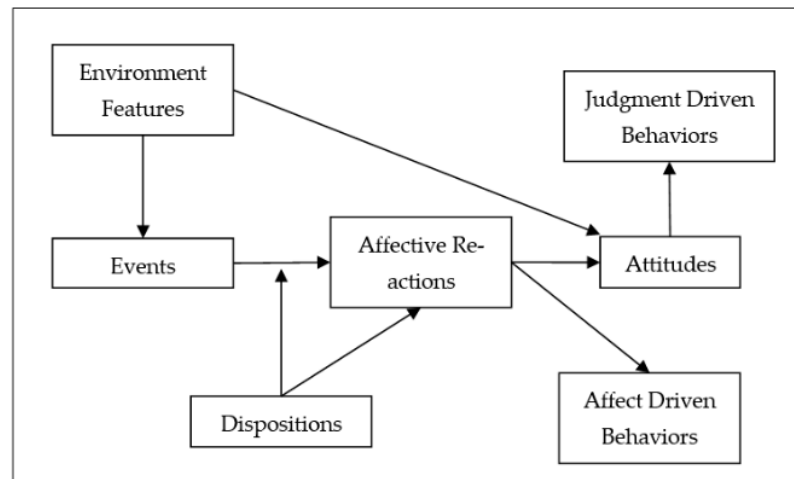 Environment
Features
Judgment Driven
Behaviors
Events
Affective Re-
actions
Attitudes
Dispositions
Affect Driven
Behaviors